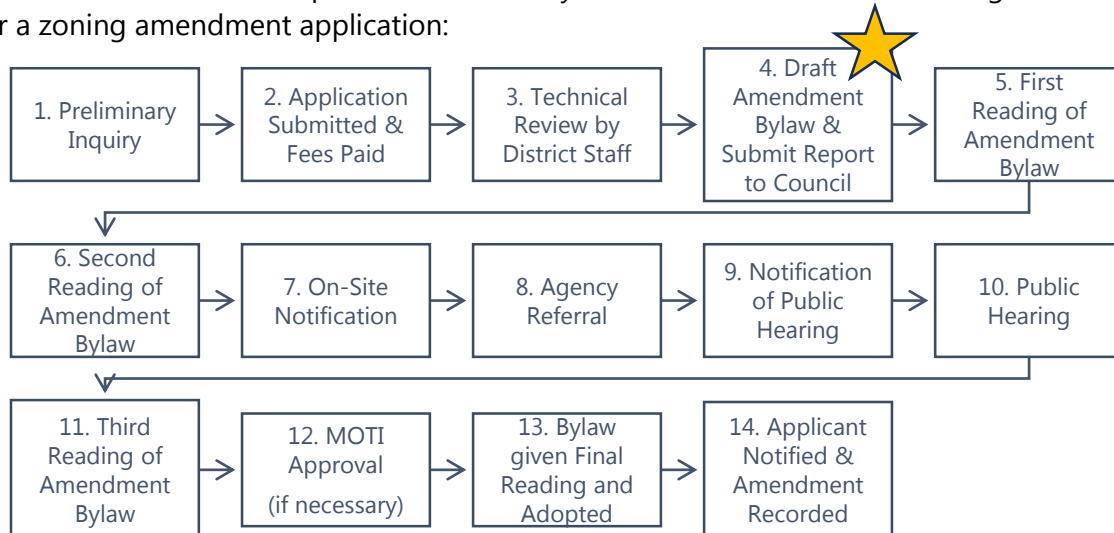 r a zoning amendment application:
1. Preliminary
Inquiry
2. Application
Submitted &
Fees Paid
3. Technical
Review by
District Staff
4. Draft
Amendment
Bylaw &
Submit Report
to Council
5. First
Reading of
Amendment
Bylaw
6. Second
Reading of
Amendment
Bylaw
7. On-Site
Notification
8. Agency
Referral
9. Notification
of Public
Hearing
10. Public
Hearing
11. Third
Reading of
Amendment
Bylaw
12. MOTI
Approval
(if necessary)
13. Bylaw
given Final
Reading and
Adopted
14. Applicant
Notified &
Amendment
Recorded